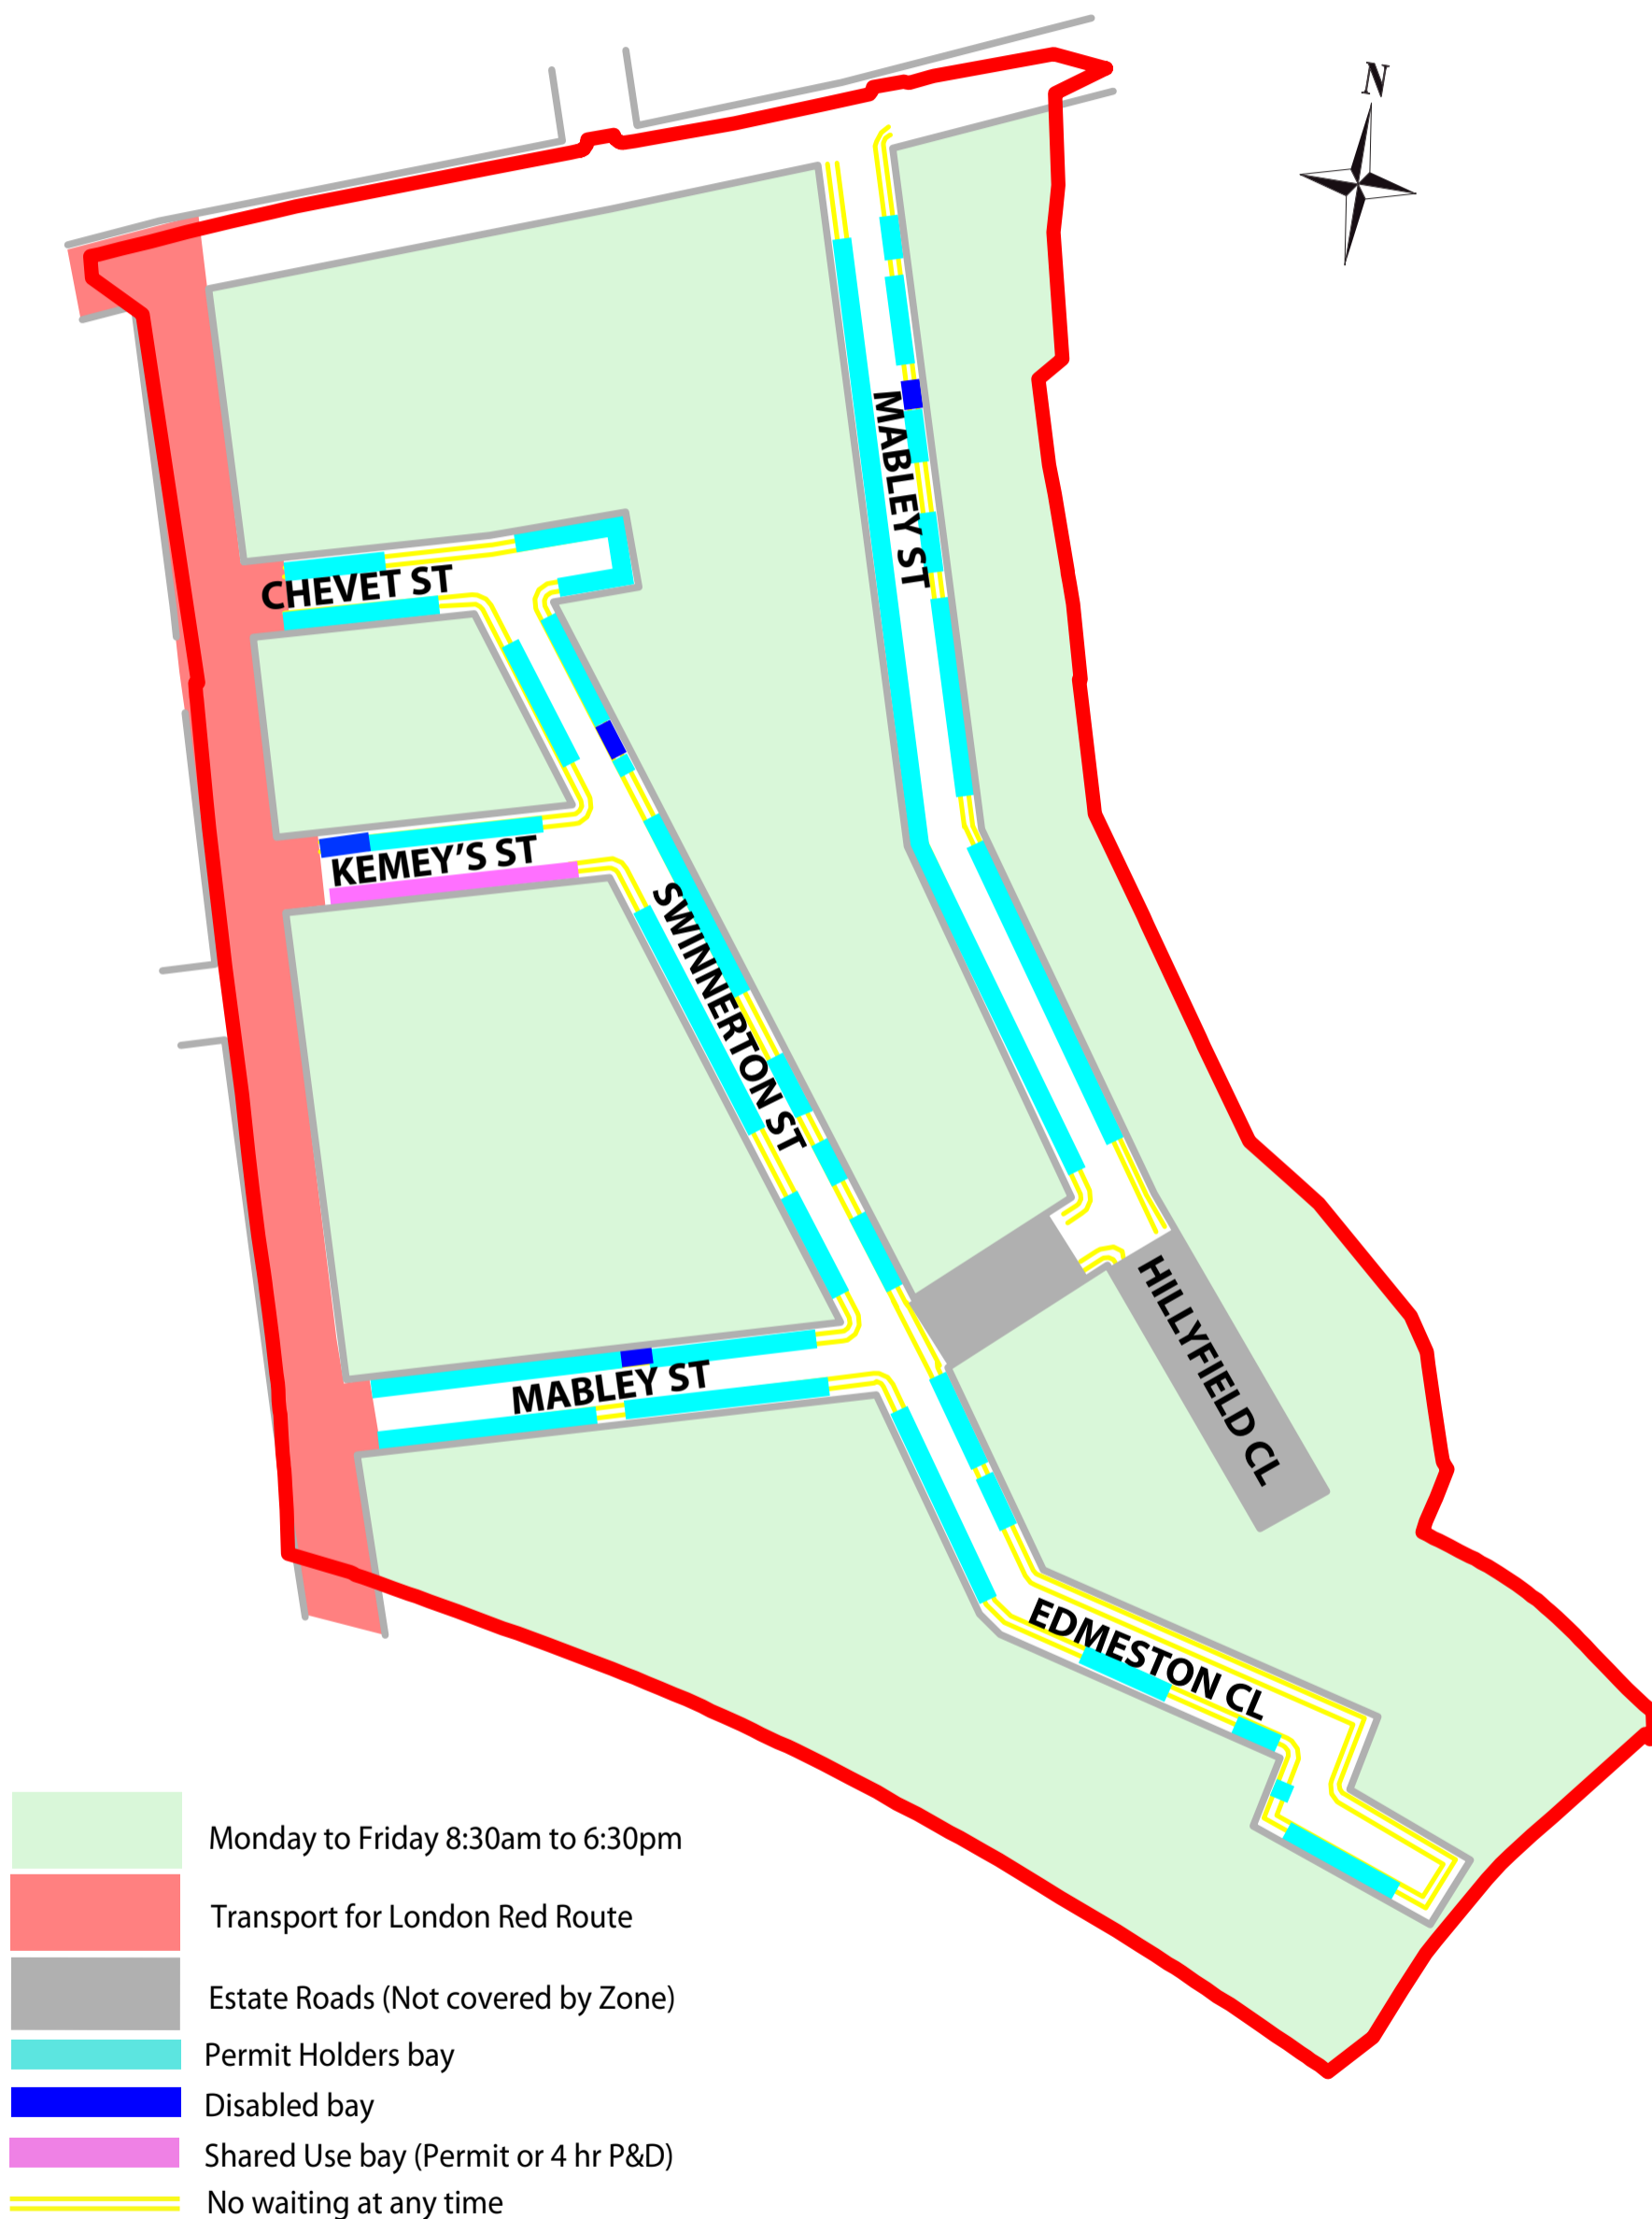 N
MABLEY ST
CHEVET ST
KEMEY'S ST
SWINNERTON ST
HILLYFIELD CL
MABLEY ST
EDMESTON CL
Monday to Friday 8:30am to 6:30pm
Transport for London Red Route
Estate Roads (Not covered by Zone)
Permit Holders bay
Disabled bay
Shared Use bay (Permit or 4 hr P&D)
No waiting at any time